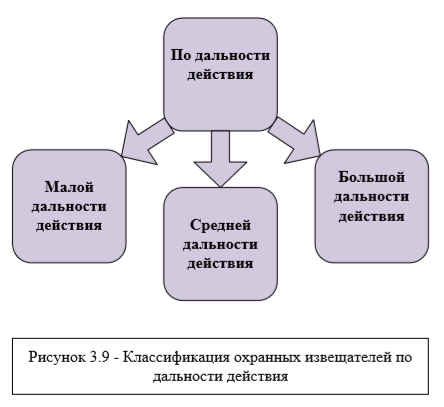 По дальности
действия
Малой
дальности
действия
Средней
дальности
действия
Большой
дальности
действия
Рисунок 3.9 - Классификация охранных извещателей по
дальности действия